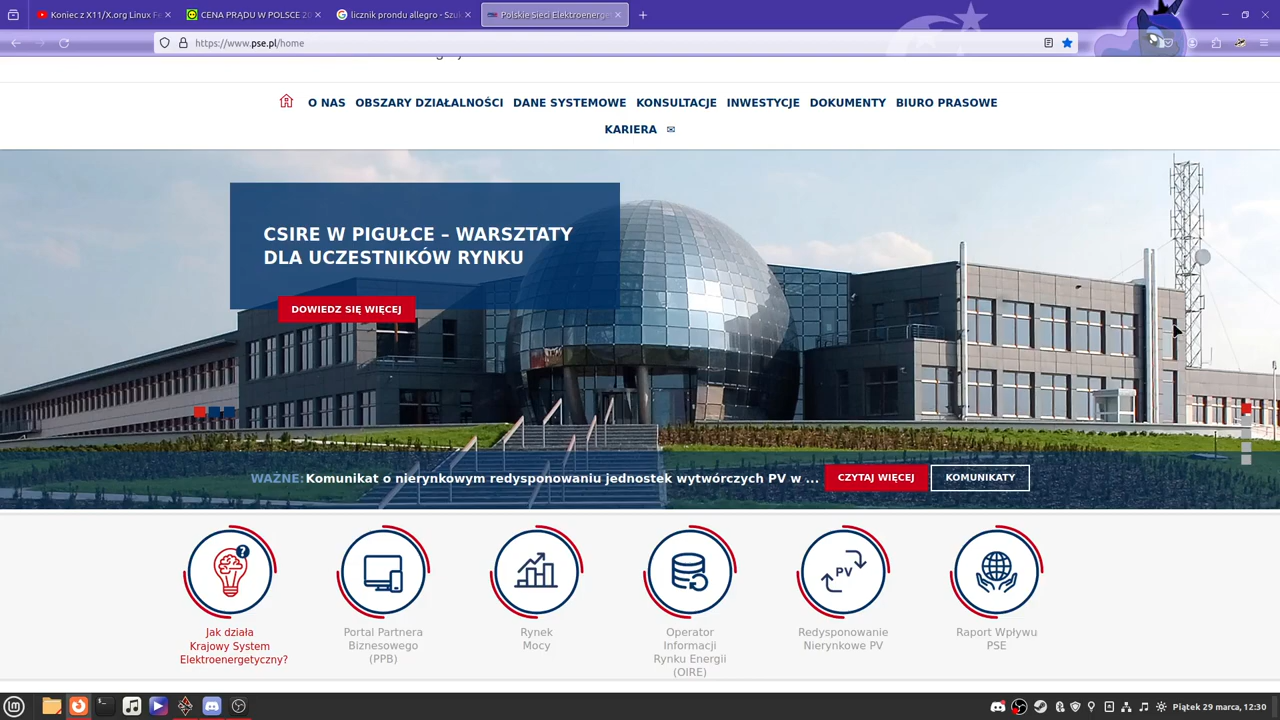 Koniec z X11/X.org Linux Fe
CENA PRĄDU W POLSCE 20
licznik prondu allegro - Szuk
Polskie Sieci Elektroenerget
https://www.pse.pl/home
O NAS OBSZARY DZIAŁALNOŚCI DANE SYSTEMOWE KONSULTACJE INWESTYCJE DOKUMENTY BIURO PRASOWE
KARIERA
CSIRE W PIGUŁCE – WARSZTATY
DLA UCZESTNIKÓW RYNKU
DOWIEDZ SIĘ WIĘCEJ
WAŻNE: Komunikat o nierynkowym redysponowaniu jednostek wytwórczych PV w ...
CZYTAJ WIĘCEJ
KOMUNIKATY
PV
Jak działa
Krajowy System
Elektroenergetyczny?
Portal Partnera
Biznesowego
(PPB)
Rynek
Mocy
Operator
Informacji
Rynku Energii
(OIRE)
Redysponowanie
Nierynkowe PV
Raport Wpływu
PSE
Piątek 29 marca, 12:30